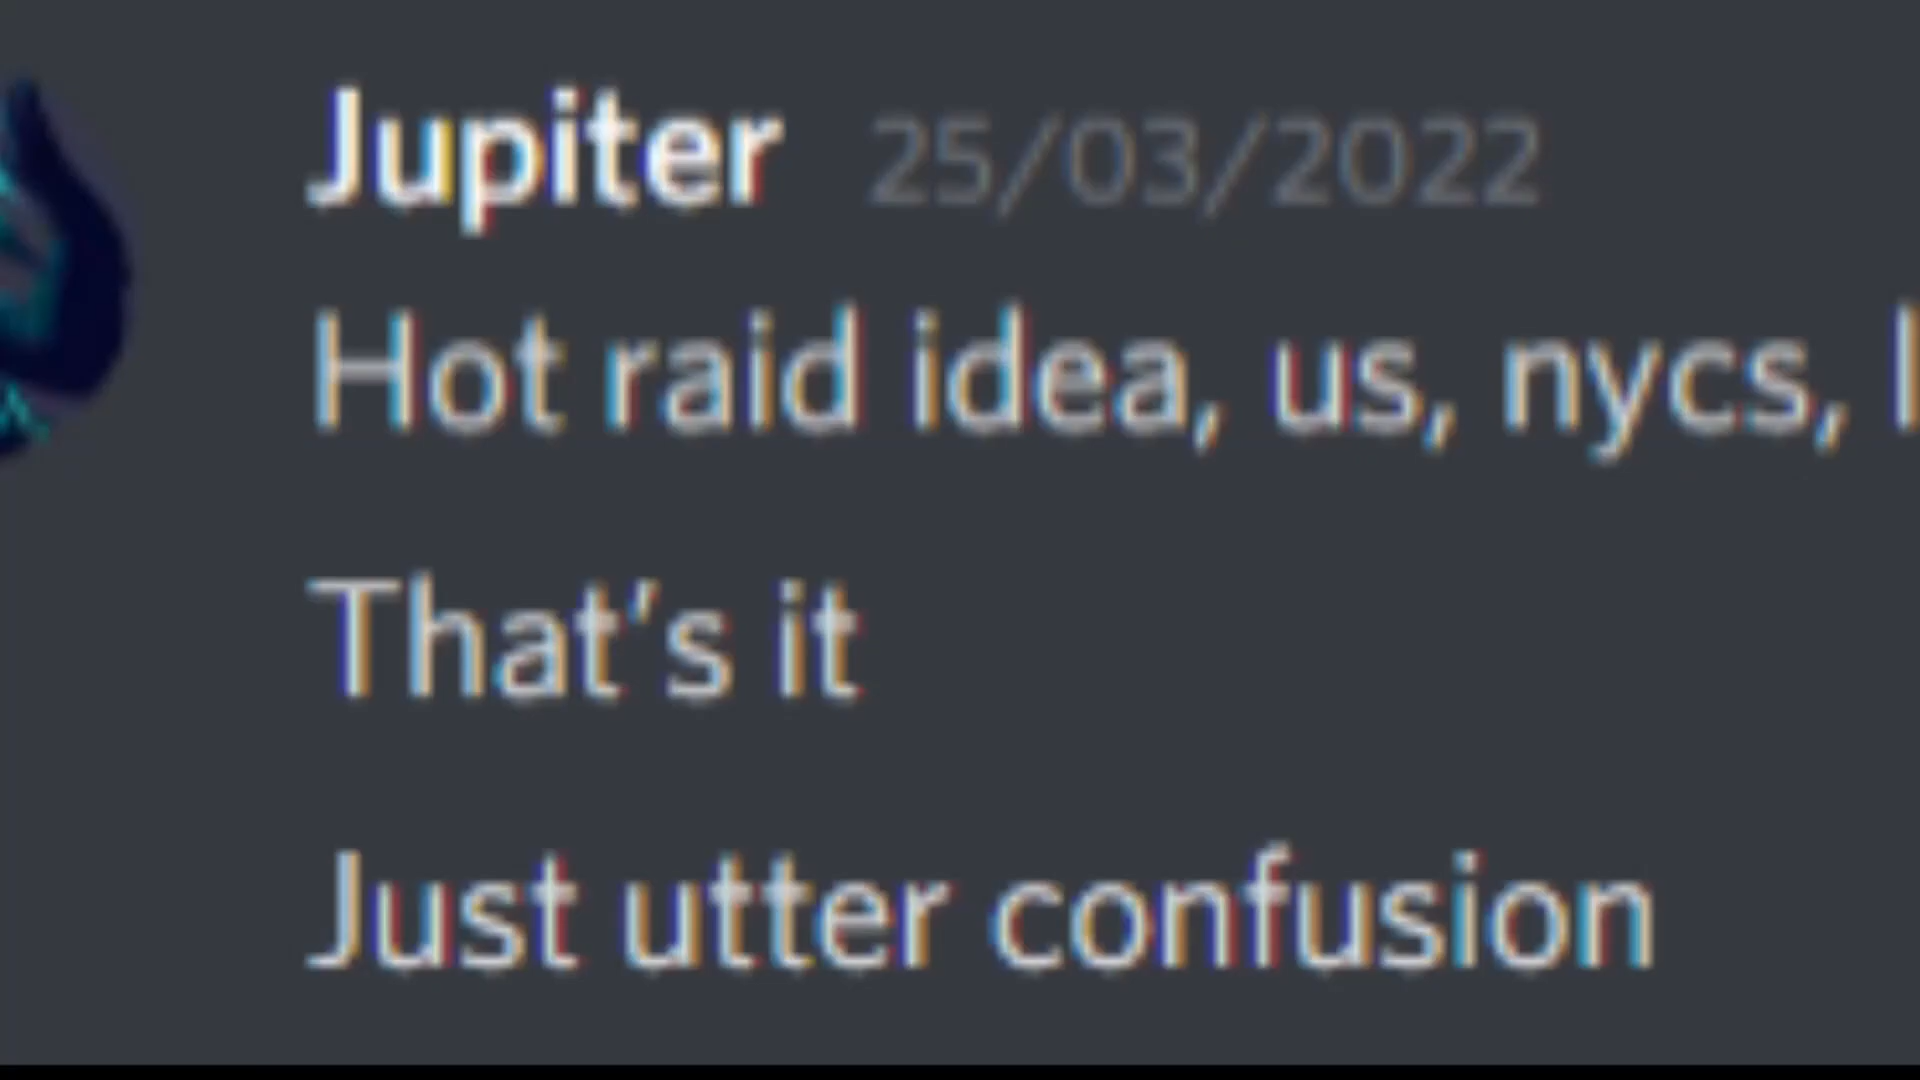 Jupiter 25/03/2022
Hot raid idea, us, nycs,
That's it
Just utter confusion